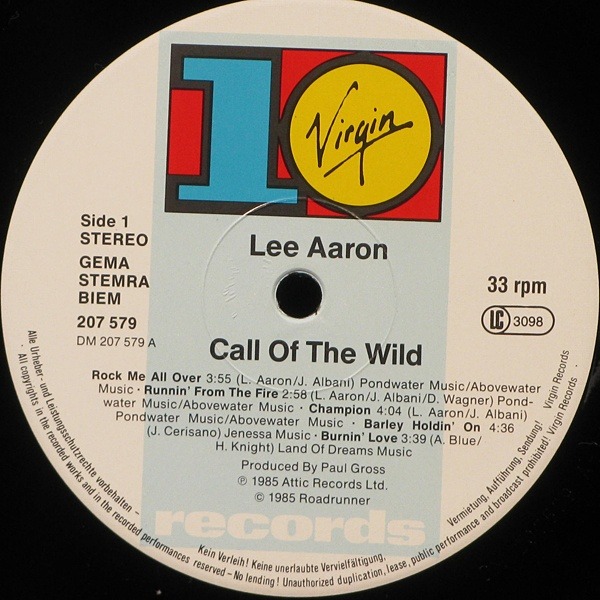 10
Virgin
Side 1
STEREO
GEMA
STEMRA
BIEM
207 579
DM 207 579 A
Lee Aaron
33 rpm
LC 3098
Call Of The Wild
Rock Me All Over 3:55 (L. Aaron/J. Albani) Pondwater Music/Abovewater
Music · Runnin' From The Fire 2:58 (L. Aaron/J. Albani/D. Wagner) Pond-
water Music/Abovewater Music · Champion 4:04 (L. Aaron/J. Albani)
Pondwater Music/Abovewater Music · Barley Holdin' On 4:36
(J. Cerisano) Jenessa Music · Burnin' Love 3:39 (A. Blue/
H. Knight) Land Of Dreams Music
Produced By Paul Gross
℗ 1985 Attic Records Ltd.
© 1985 Roadrunner
records
Alle Urheber- und Leistungsschutzrechte vorbehalten – Kein Verleih! Keine unerlaubte Vervielfältigung, Vermietung, Aufführung, Sendung! Virgin Records
· All copyrights in the recorded works and in the recorded performances reserved – No lending! Unauthorized duplication, lease, public performance and broadcast prohibited! Virgin Records ·